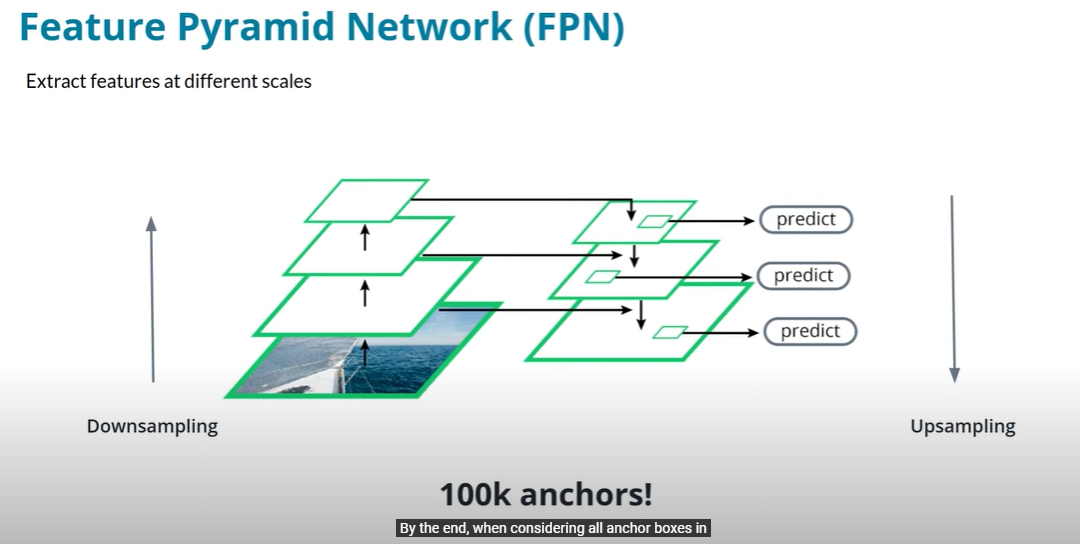 Feature Pyramid Network (FPN)
Extract features at different scales
predict
predict
predict
Downsampling
Upsampling
100k anchors!
By the end, when considering all anchor boxes in